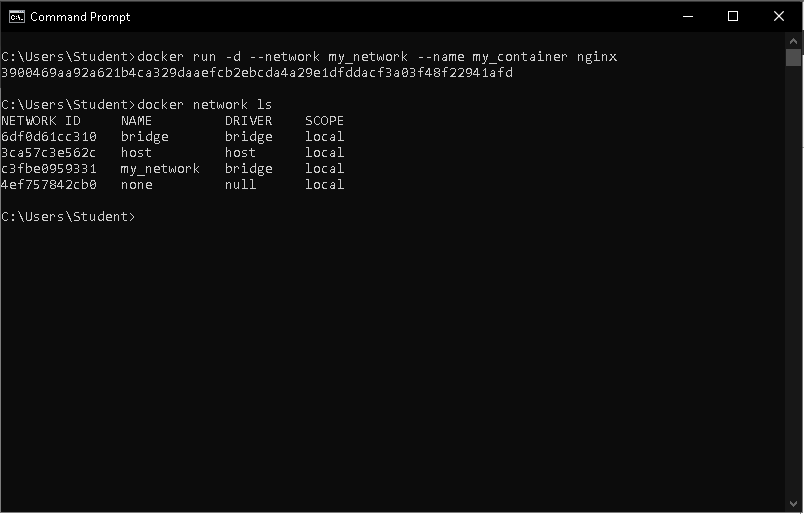 Command Prompt
C:\Users\Student>docker run -d --network my_network --name my_container nginx
3900469aa92a621b4ca329daaefcb2ebcda4a29e1dfddacf3a03f48f22941afd
C:\Users\Student>docker network ls
NETWORK ID     NAME         DRIVER    SCOPE
6df0d61cc310   bridge       bridge    local
3ca57c3e562c   host         host      local
c3fbe0959331   my_network   bridge    local
4ef757842cb0   none         null      local
C:\Users\Student>